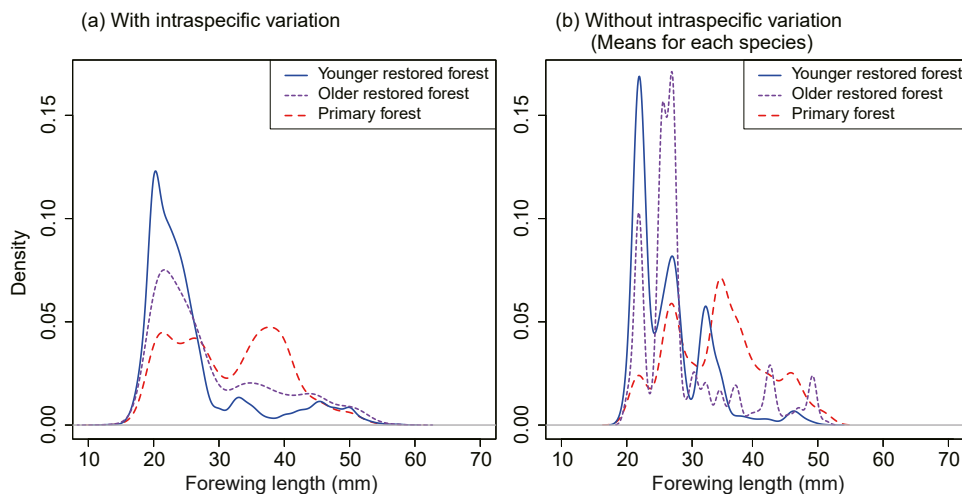 (a) With intraspecific variation
(b) Without intraspecific variation
(Means for each species)
Younger restored forest
Older restored forest
Primary forest
Younger restored forest
Older restored forest
Primary forest
Density
0.15
0.10
0.05
0.00
0.15
0.10
0.05
0.00
10 20 30 40 50 60 70
10 20 30 40 50 60 70
Forewing length (mm)
Forewing length (mm)